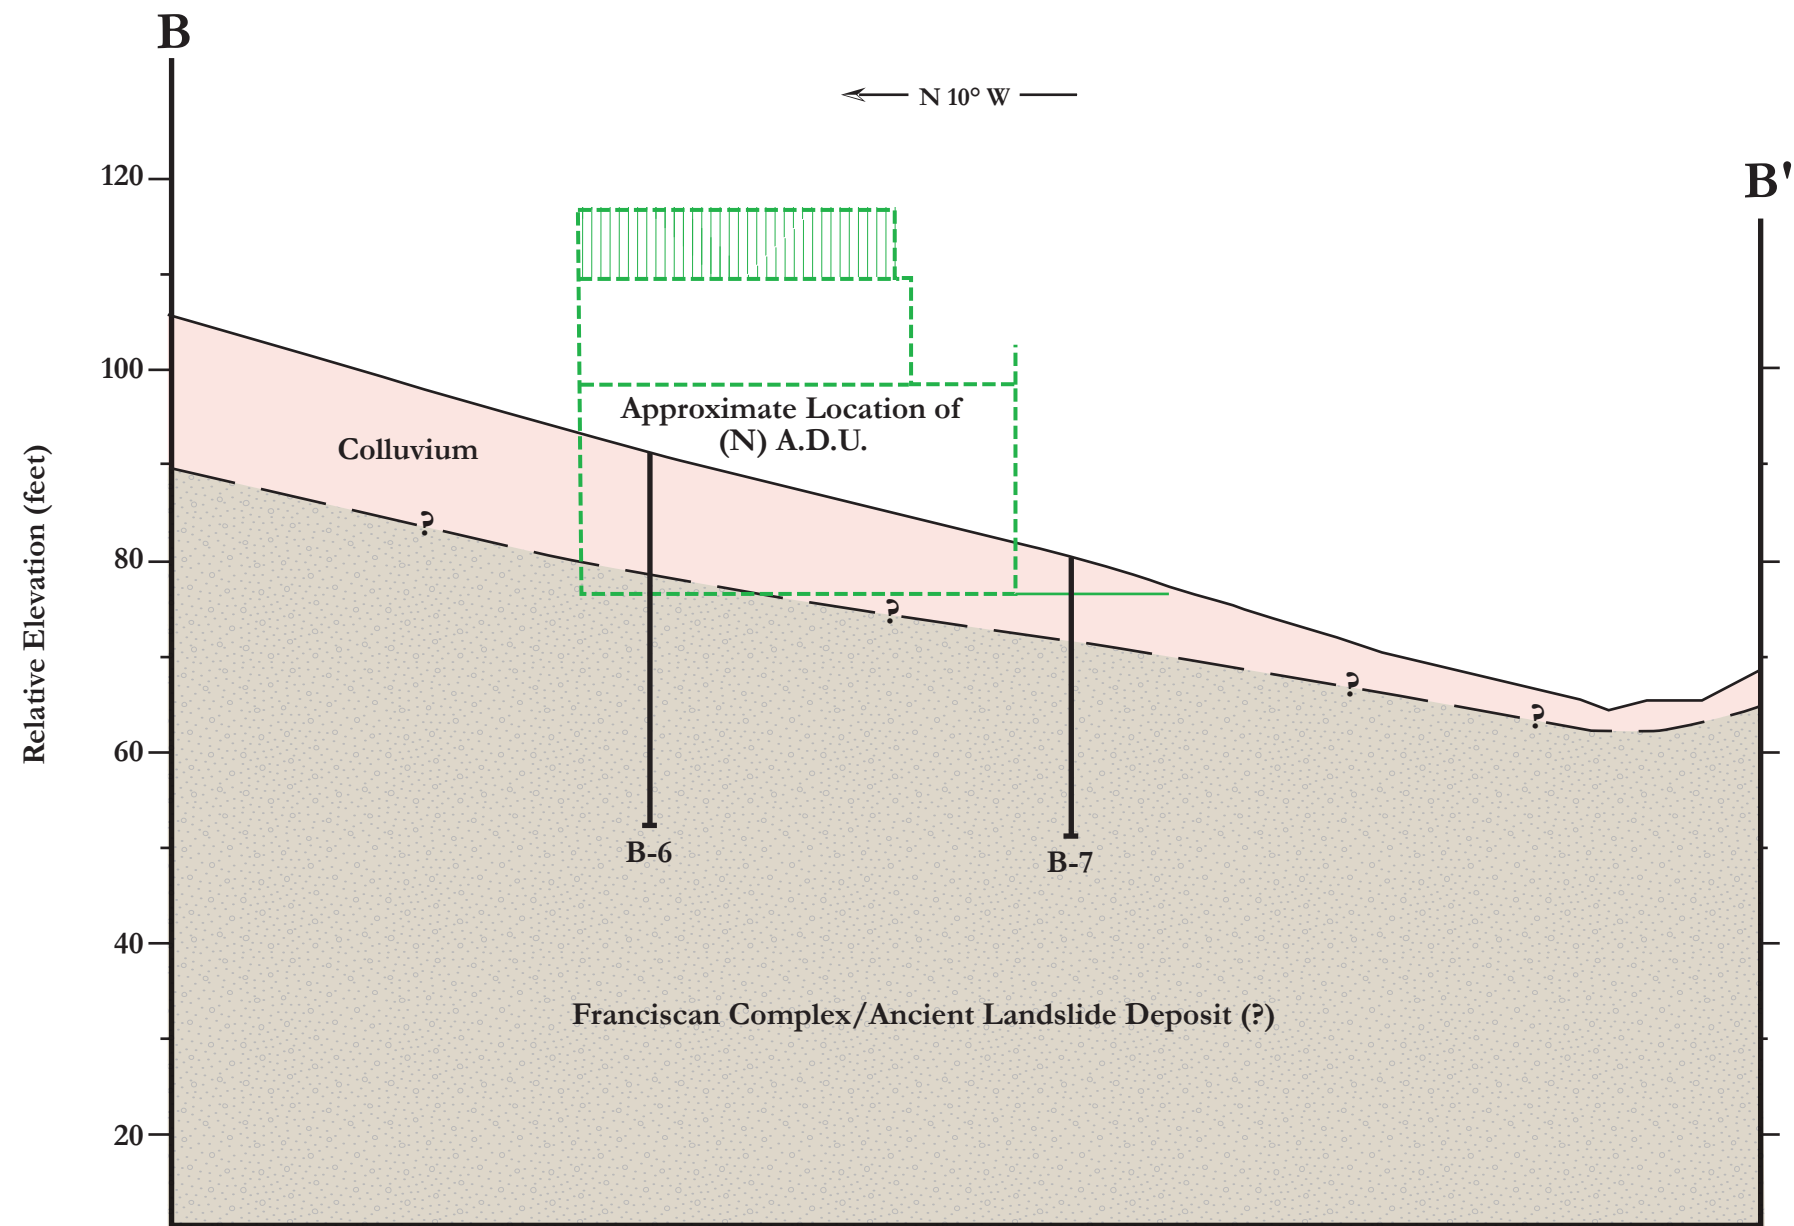 B
N 10° W
B'
120
100
80
60
40
20
Relative Elevation (feet)
Approximate Location of
(N) A.D.U.
Colluvium
?
?
?
?
B-6
B-7
Franciscan Complex/Ancient Landslide Deposit (?)